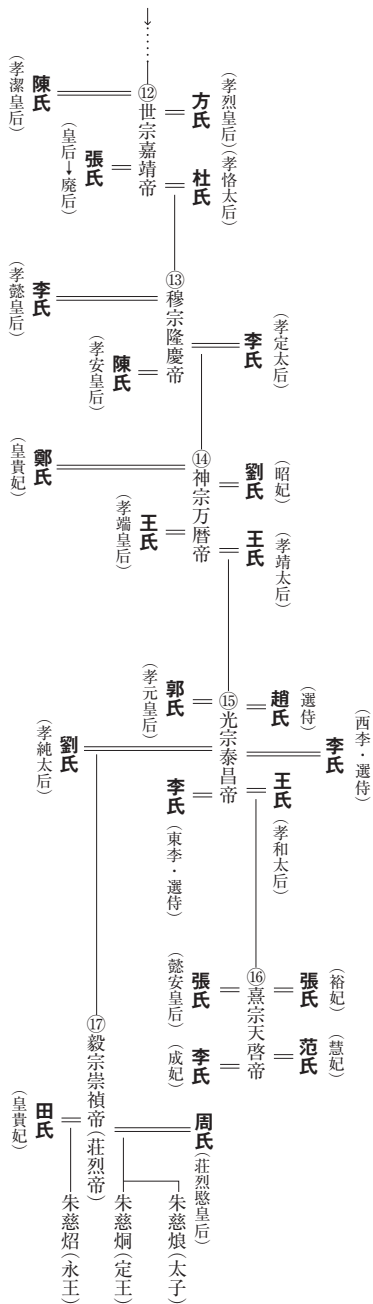 ⑫世宗嘉靖帝
方氏
(孝烈皇后)
杜氏
(孝恪太后)
陳氏
(孝潔皇后)
張氏
(皇后→廃后)
⑬穆宗隆慶帝
李氏
(孝定太后)
李氏
(孝懿皇后)
陳氏
(孝安皇后)
⑭神宗万暦帝
劉氏
(昭妃)
王氏
(孝靖太后)
鄭氏
(皇貴妃)
王氏
(孝端皇后)
⑮光宗泰昌帝
趙氏
(選侍)
李氏
(西李・選侍)
王氏
(孝和太后)
郭氏
(孝元皇后)
劉氏
(孝純太后)
李氏
(東李・選侍)
⑯熹宗天啓帝
張氏
(裕妃)
范氏
(慧妃)
張氏
(懿安皇后)
李氏
(成妃)
⑰毅宗崇禎帝(荘烈帝)
周氏(荘烈愍皇后)
田氏
(皇貴妃)
朱慈烺(太子)
朱慈炯(定王)
朱慈炤(永王)